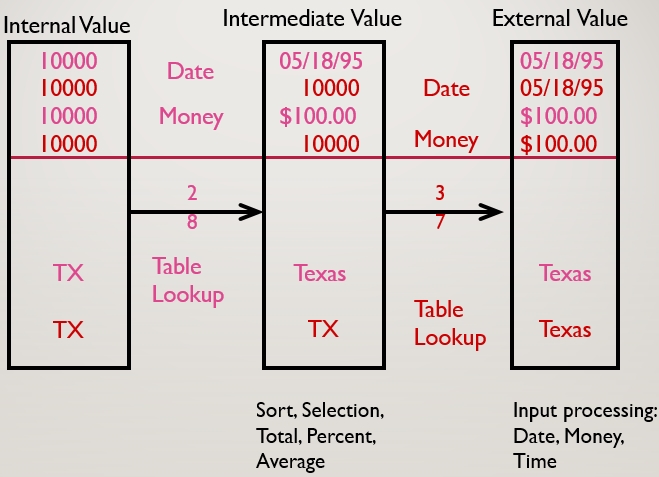 Internal Value
Intermediate Value
External Value
10000
Date
05/18/95
05/18/95
10000
10000
Date
05/18/95
10000
Money
$100.00
$100.00
10000
10000
Money
$100.00
2
3
8
7
TX
Table
Lookup
Texas
Texas
TX
TX
Table
Lookup
Texas
Sort, Selection,
Total, Percent,
Average
Input processing:
Date, Money,
Time